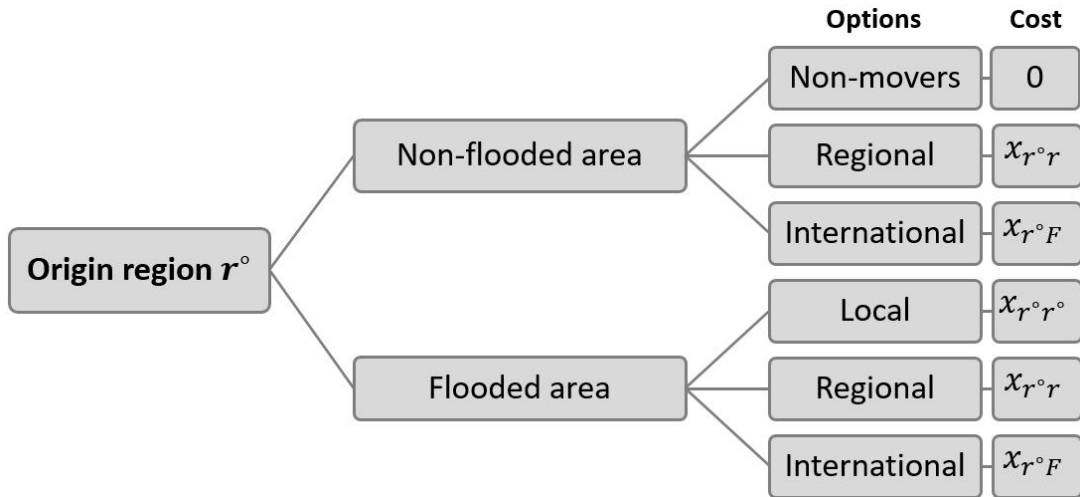 Options Cost
Non-movers 0
Non-flooded area Regional x_{r°r}
International x_{r°F}
Origin region r°
Local x_{r°r°}
Flooded area Regional x_{r°r}
International x_{r°F}